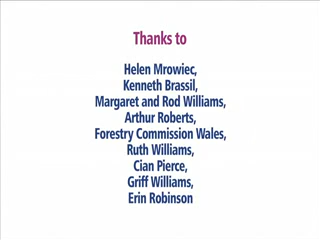 Thanks to
Helen Mrowiec,
Kenneth Brassil,
Margaret and Rod Williams,
Arthur Roberts,
Forestry Commission Wales,
Ruth Williams,
Cian Pierce,
Griff Williams,
Erin Robinson